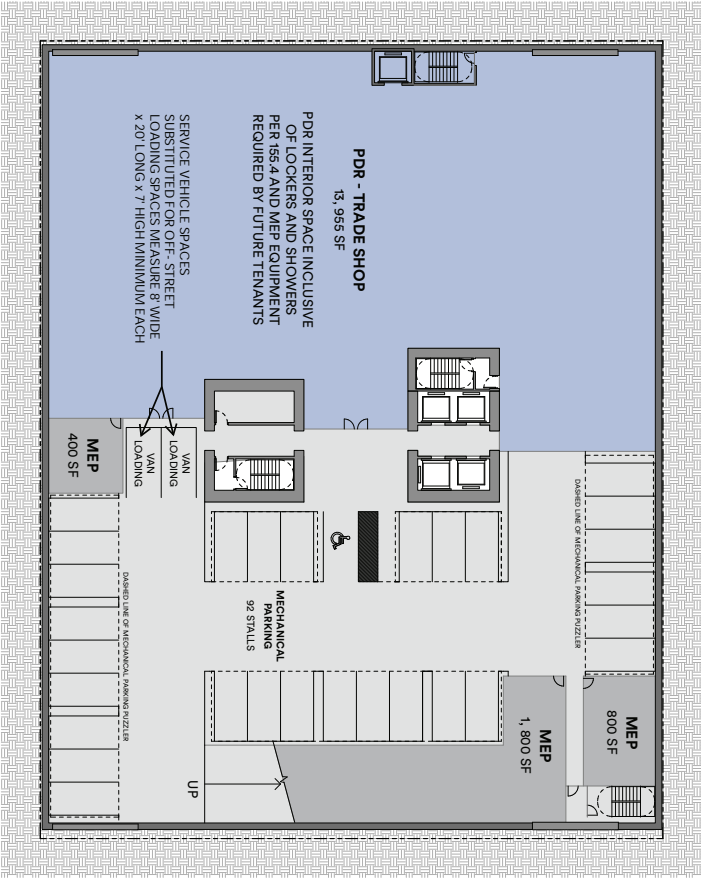 PDR - TRADE SHOP
13, 955 SF
PDR INTERIOR SPACE INCLUSIVE
OF LOCKERS AND SHOWERS
PER 155.4 AND MEP EQUIPMENT
REQUIRED BY FUTURE TENANTS
SERVICE VEHICLE SPACES
SUBSTITUTED FOR OFF- STREET
LOADING SPACES MEASURE 8' WIDE
x 20' LONG x 7' HIGH MINIMUM EACH
MEP
400 SF
VAN
LOADING
VAN
LOADING
DASHED LINE OF MECHANICAL PARKING PUZZLER
MECHANICAL
PARKING
92 STALLS
DASHED LINE OF MECHANICAL PARKING PUZZLER
MEP
800 SF
MEP
1, 800 SF
UP